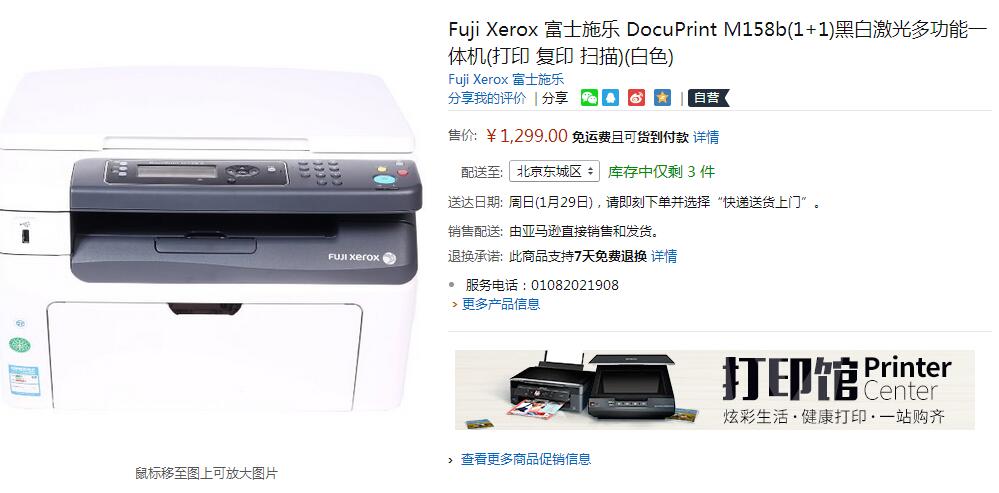 Fuji Xerox 富士施乐 DocuPrint M158b(1+1)黑白激光多功能一
体机(打印 复印 扫描)(白色)
Fuji Xerox 富士施乐
分享我的评价 | 分享 | 自营
售价: ￥1,299.00 免运费且可货到付款 详情
配送至: 北京东城区 库存中仅剩 3 件
送达日期: 周日(1月29日)，请即刻下单并选择“快递送货上门”。
销售配送: 由亚马逊直接销售和发货。
退换承诺: 此商品支持7天免费退换 详情
服务电话：01082021908
› 更多产品信息
FUJI XEROX
打印馆 Printer
Center
炫彩生活·健康打印·一站购齐
› 查看更多商品促销信息
鼠标移至图上可放大图片